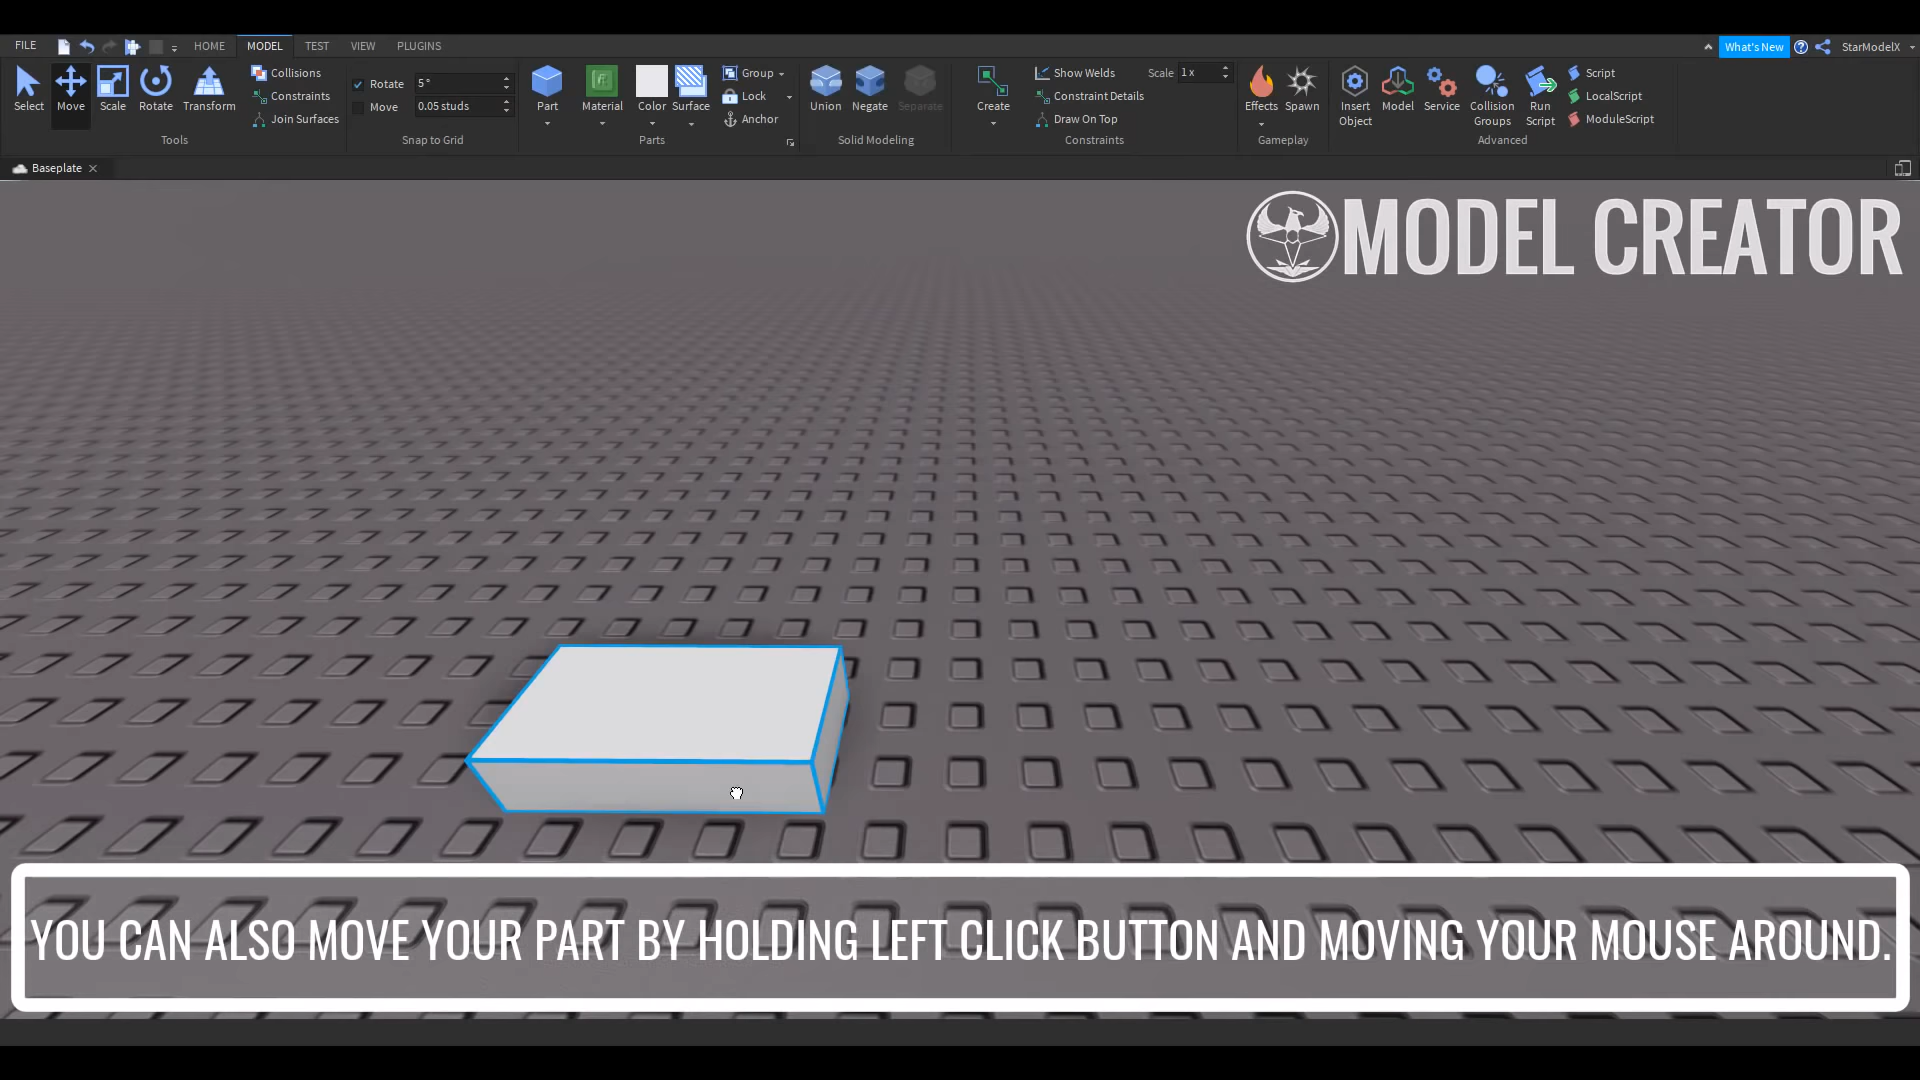 FILE HOME MODEL TEST VIEW PLUGINS What's New StarModelX
Select Move Scale Rotate Transform
Collisions
Constraints
Join Surfaces
Tools
Rotate 5°
Move 0.05 studs
Snap to Grid
Part Material Color Surface
Group
Lock
Anchor
Parts
Union Negate Separate
Solid Modeling
Create
Show Welds Scale 1 x
Constraint Details
Draw On Top
Constraints
Effects Spawn
Gameplay
Insert Object Model Service Collision Groups Run Script
Script
LocalScript
ModuleScript
Advanced
Baseplate
MODEL CREATOR
YOU CAN ALSO MOVE YOUR PART BY HOLDING LEFT CLICK BUTTON AND MOVING YOUR MOUSE AROUND.